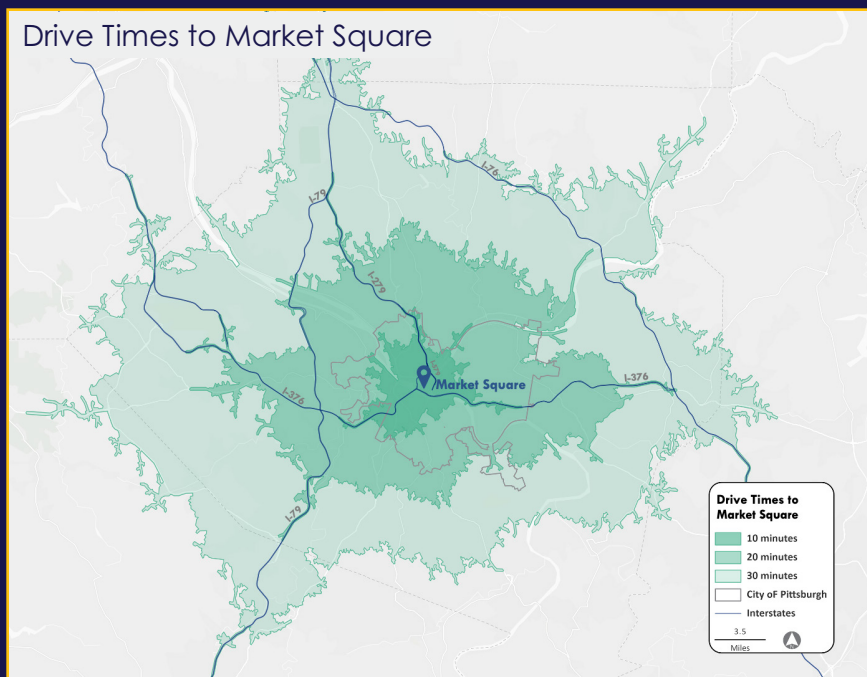 Drive Times to Market Square
I-76
I-79
I-279
I-376
Market Square
I-376
I-79
Drive Times to
Market Square
10 minutes
20 minutes
30 minutes
City of Pittsburgh
Interstates
3.5
Miles